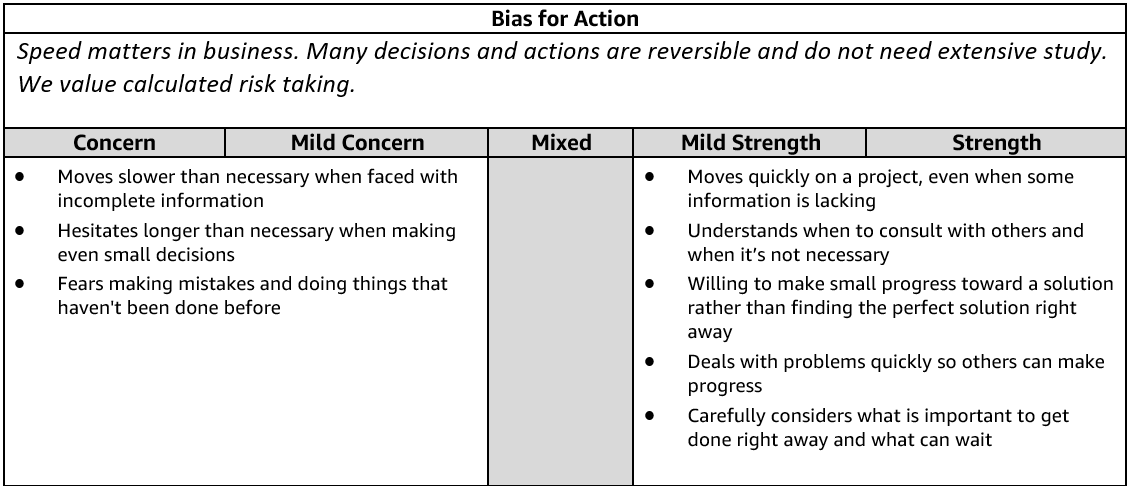 Bias for Action
Speed matters in business. Many decisions and actions are reversible and do not need extensive study.
We value calculated risk taking.
Concern
Mild Concern
Mixed
Mild Strength
Strength
• Moves slower than necessary when faced with
incomplete information
• Hesitates longer than necessary when making
even small decisions
• Fears making mistakes and doing things that
haven't been done before
• Moves quickly on a project, even when some
information is lacking
• Understands when to consult with others and
when it’s not necessary
• Willing to make small progress toward a solution
rather than finding the perfect solution right
away
• Deals with problems quickly so others can make
progress
• Carefully considers what is important to get
done right away and what can wait